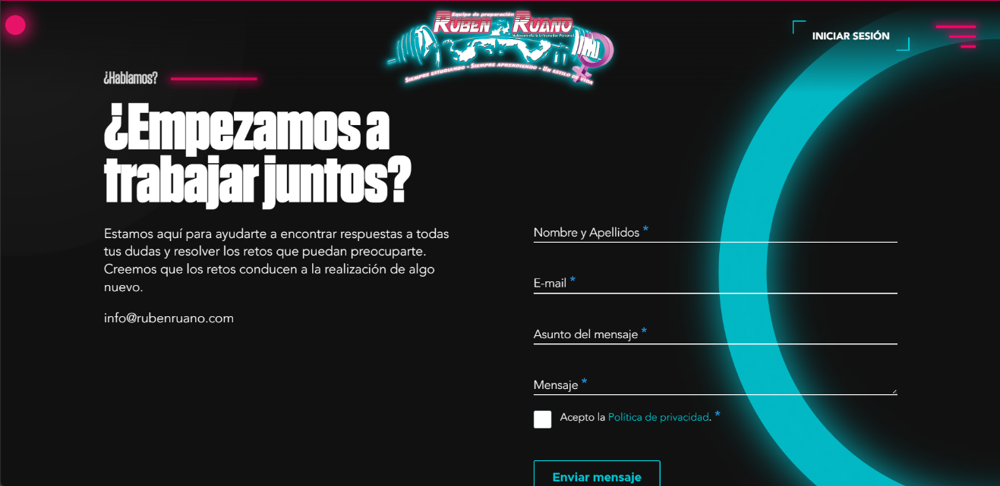 Equipo de preparación
RUBEN RUANO
Nutricionista & Entrenador Personal
SIEMPRE ESTUDIANDO • SIEMPRE APRENDIENDO • UN ESTILO DE VIDA
INICIAR SESIÓN
¿Hablamos?
¿Empezamos a
trabajar juntos?
Estamos aquí para ayudarte a encontrar respuestas a todas
tus dudas y resolver los retos que puedan preocuparte.
Creemos que los retos conducen a la realización de algo
nuevo.
info@rubenruano.com
Nombre y Apellidos *
E-mail *
Asunto del mensaje *
Mensaje *
Acepto la Política de privacidad. *
Enviar mensaje